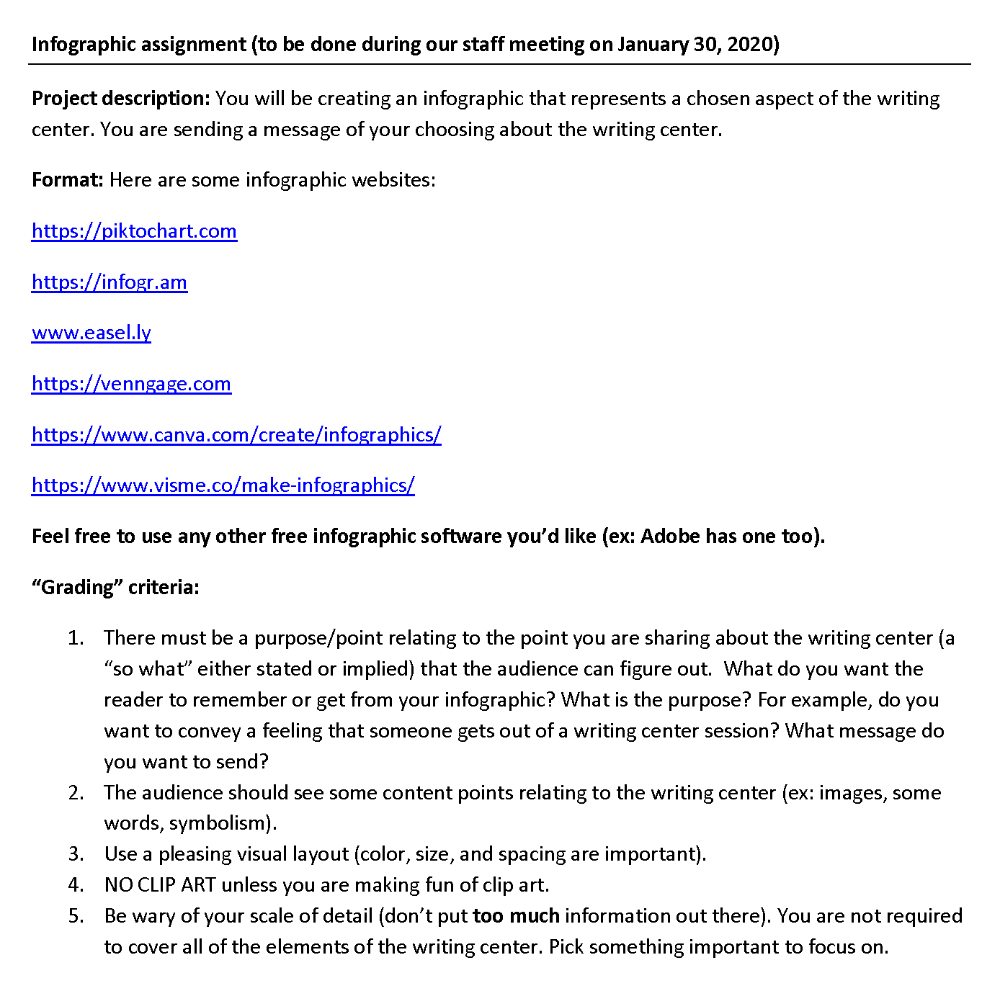 Infographic assignment (to be done during our staff meeting on January 30, 2020)
Project description: You will be creating an infographic that represents a chosen aspect of the writing
center. You are sending a message of your choosing about the writing center.
Format: Here are some infographic websites:
https://piktochart.com
https://infogr.am
www.easel.ly
https://venngage.com
https://www.canva.com/create/infographics/
https://www.visme.co/make-infographics/
Feel free to use any other free infographic software you’d like (ex: Adobe has one too).
“Grading” criteria:
1. There must be a purpose/point relating to the point you are sharing about the writing center (a
“so what” either stated or implied) that the audience can figure out.  What do you want the
reader to remember or get from your infographic? What is the purpose? For example, do you
want to convey a feeling that someone gets out of a writing center session? What message do
you want to send?
2. The audience should see some content points relating to the writing center (ex: images, some
words, symbolism).
3. Use a pleasing visual layout (color, size, and spacing are important).
4. NO CLIP ART unless you are making fun of clip art.
5. Be wary of your scale of detail (don’t put too much information out there). You are not required
to cover all of the elements of the writing center. Pick something important to focus on.